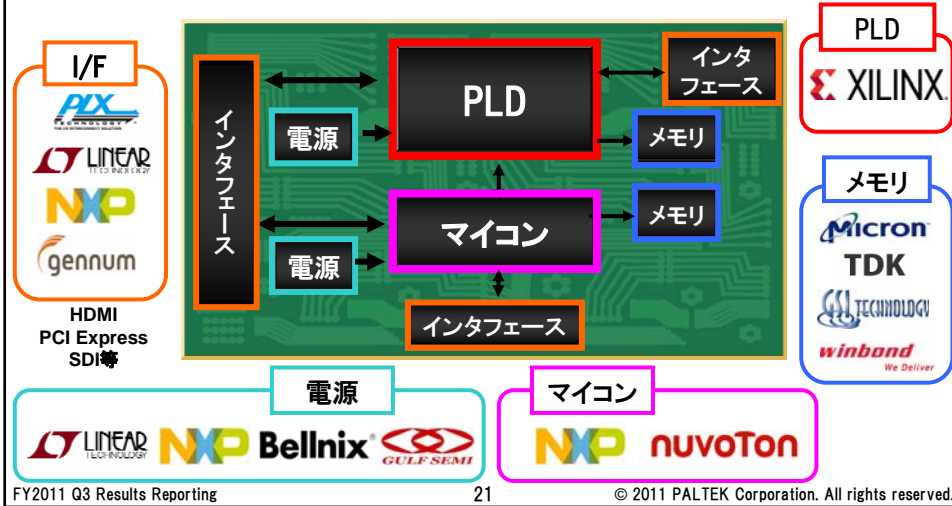 I/F
PLX
TECHNOLOGY
LINEAR
TECHNOLOGY
NXP
gennum
HDMI
PCI Express
SDI等
インタフェース
電源
電源
PLD
マイコン
インタ
フェース
メモリ
メモリ
インタフェース
PLD
XILINX
メモリ
Micron
TDK
GSI TECHNOLOGY
winbond
We Deliver
電源
LINEAR
TECHNOLOGY
NXP
Bellnix
GULF SEMI
マイコン
NXP
nuvoTon
FY2011 Q3 Results Reporting
21
© 2011 PALTEK Corporation. All rights reserved.